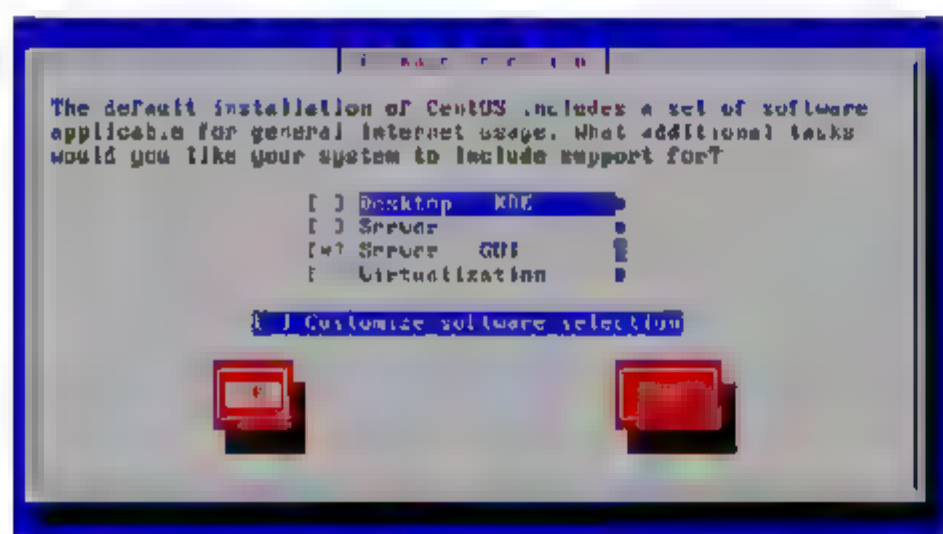 The default installation of CentOS includes a set of software
applicable for general internet usage. What additional tasks
would you like your system to include support for?
[ ] Desktop KDE
[ ] Server
[*] Server GUI
[ Virtualization
[ ] Customize software selection